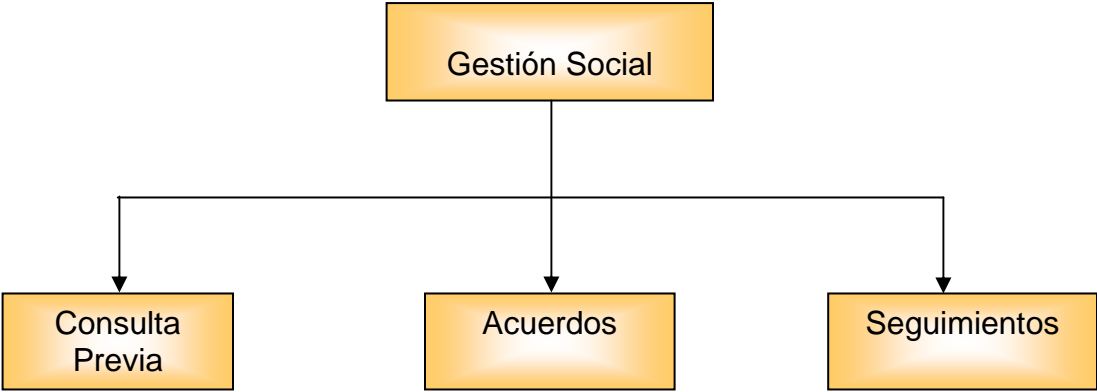 Gestión Social
Consulta
Previa
Acuerdos
Seguimientos